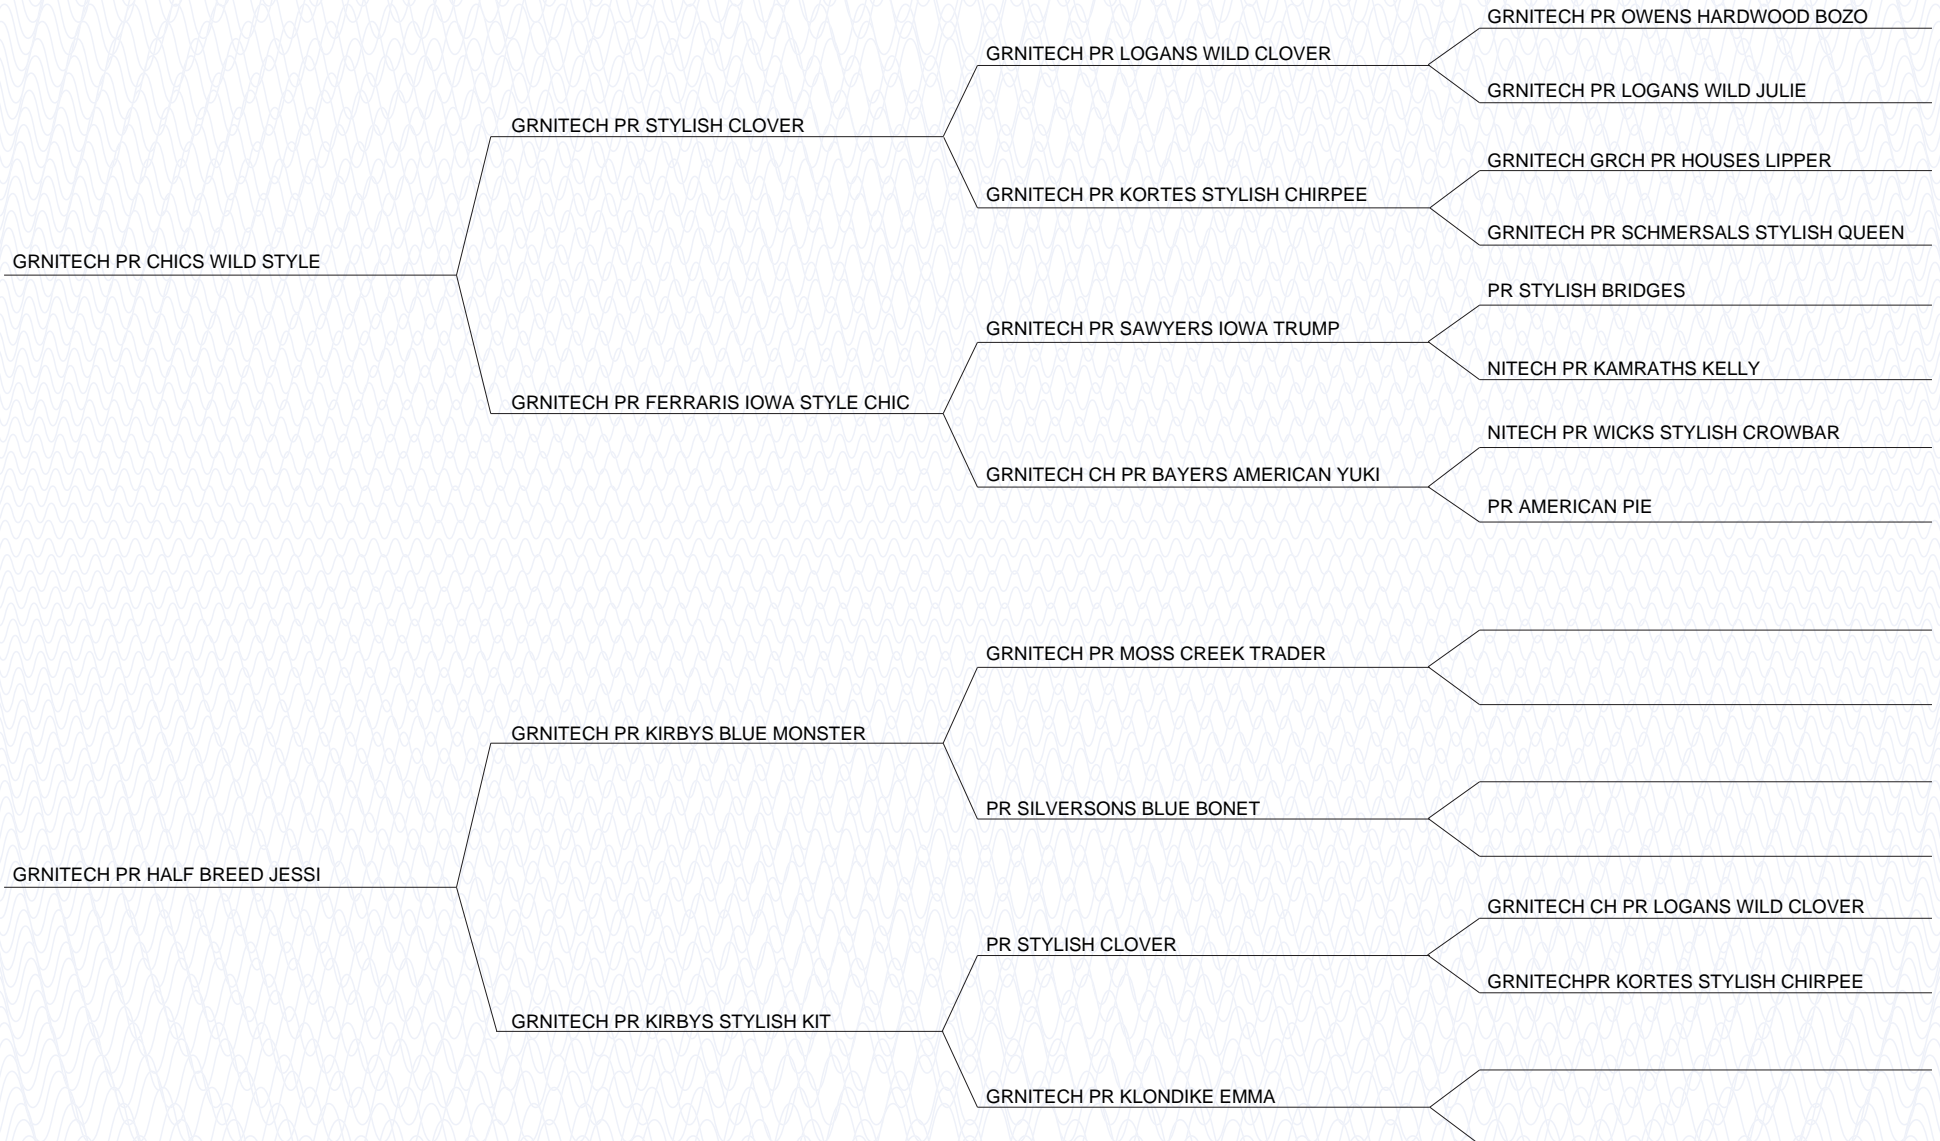 GRNITECH PR OWENS HARDWOOD BOZO
GRNITECH PR LOGANS WILD CLOVER
GRNITECH PR LOGANS WILD JULIE
GRNITECH PR STYLISH CLOVER
GRNITECH GRCH PR HOUSES LIPPER
GRNITECH PR KORTES STYLISH CHIRPEE
GRNITECH PR SCHMERSALS STYLISH QUEEN
GRNITECH PR CHICS WILD STYLE
PR STYLISH BRIDGES
GRNITECH PR SAWYERS IOWA TRUMP
NITECH PR KAMRATHS KELLY
GRNITECH PR FERRARIS IOWA STYLE CHIC
NITECH PR WICKS STYLISH CROWBAR
GRNITECH CH PR BAYERS AMERICAN YUKI
PR AMERICAN PIE
GRNITECH PR MOSS CREEK TRADER
GRNITECH PR KIRBYS BLUE MONSTER
PR SILVERSONS BLUE BONET
GRNITECH PR HALF BREED JESSI
GRNITECH CH PR LOGANS WILD CLOVER
PR STYLISH CLOVER
GRNITECHPR KORTES STYLISH CHIRPEE
GRNITECH PR KIRBYS STYLISH KIT
GRNITECH PR KLONDIKE EMMA